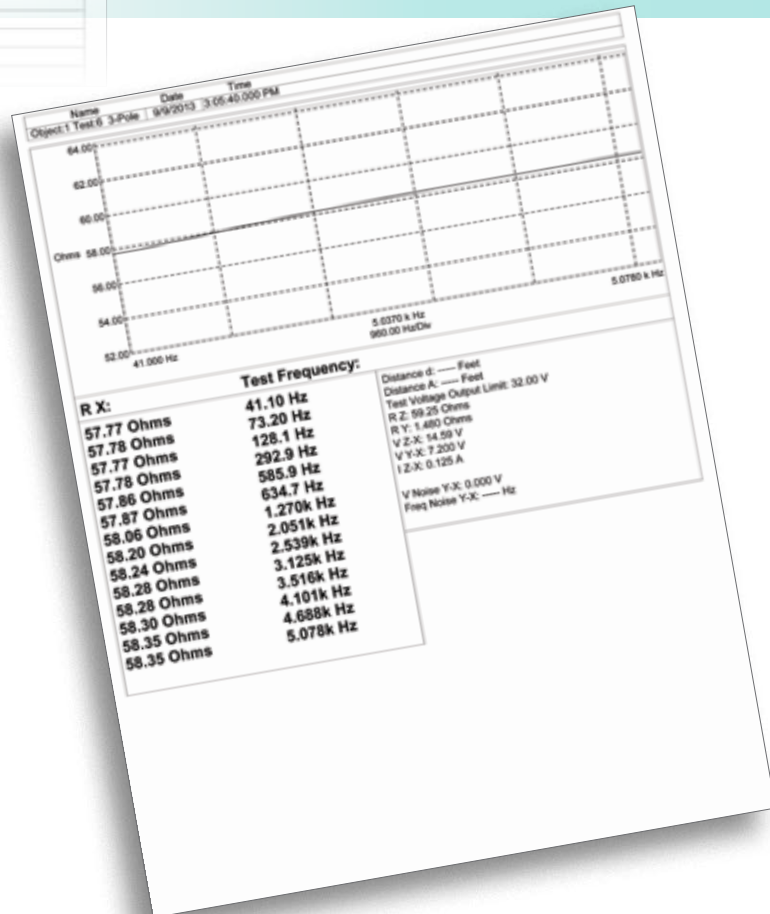 Name Date Time
Object:1 Test:6 3-Pole 9/9/2013 3:05:40.000 PM
64.00
62.00
60.00
Ohms 58.00
56.00
54.00
52.00
41.000 Hz
5.0370 k Hz
960.00 Hz/Div
5.0780 k Hz
R X: Test Frequency:
57.77 Ohms 41.10 Hz
57.78 Ohms 73.20 Hz
57.77 Ohms 128.1 Hz
57.78 Ohms 292.9 Hz
57.86 Ohms 585.9 Hz
57.87 Ohms 634.7 Hz
58.06 Ohms 1.270k Hz
58.20 Ohms 2.051k Hz
58.24 Ohms 2.539k Hz
58.28 Ohms 3.125k Hz
58.28 Ohms 3.516k Hz
58.30 Ohms 4.101k Hz
58.35 Ohms 4.688k Hz
58.35 Ohms 5.078k Hz
Distance d: ----- Feet
Distance A: ----- Feet
Test Voltage Output Limit: 32.00 V
R Z: 59.25 Ohms
R Y: 1.480 Ohms
V Z-X: 14.59 V
V Y-X: 7.200 V
I Z-X: 0.125 A
V Noise Y-X: 0.000 V
Freq Noise Y-X: ----- Hz